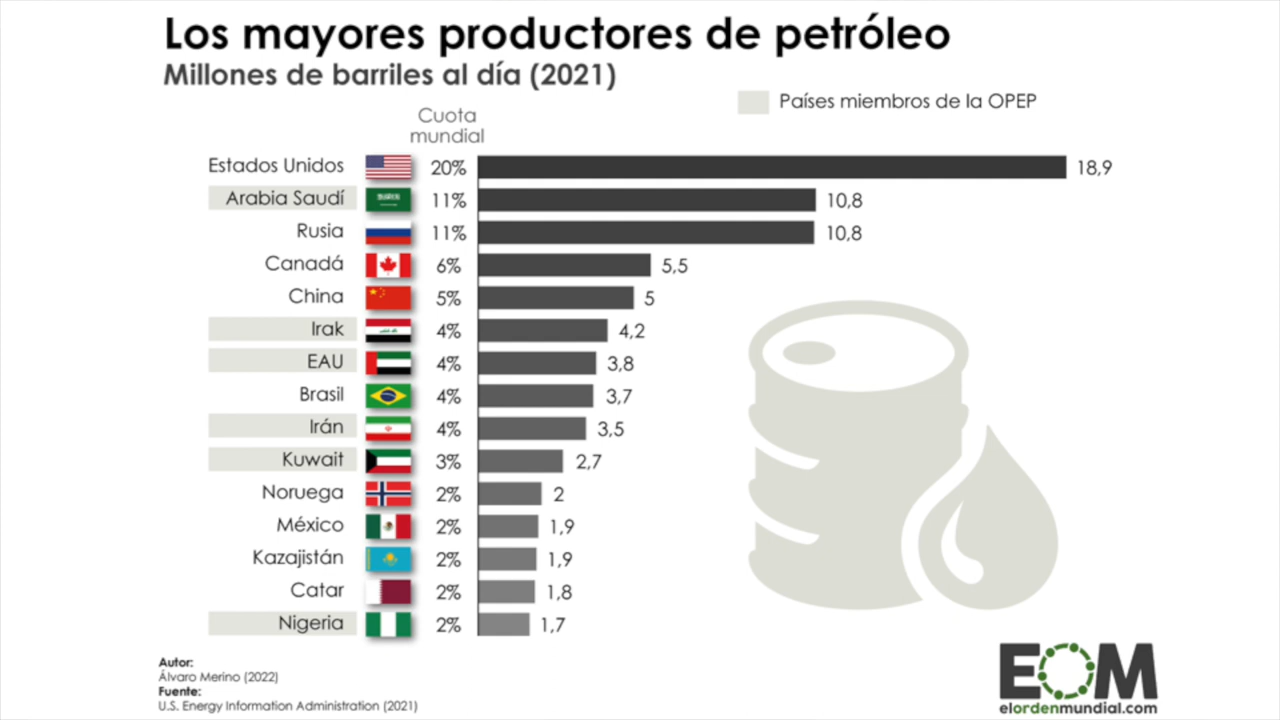 Los mayores productores de petróleo
Millones de barriles al día (2021)
Países miembros de la OPEP
Cuota
mundial
Estados Unidos 20% 18,9
Arabia Saudí 11% 10,8
Rusia 11% 10,8
Canadá 6% 5,5
China 5% 5
Irak 4% 4,2
EAU 4% 3,8
Brasil 4% 3,7
Irán 4% 3,5
Kuwait 3% 2,7
Noruega 2% 2
México 2% 1,9
Kazajistán 2% 1,9
Catar 2% 1,8
Nigeria 2% 1,7
Autor:
Álvaro Merino (2022)
Fuente:
U.S. Energy Information Administration (2021)
EOM
elordenmundial.com